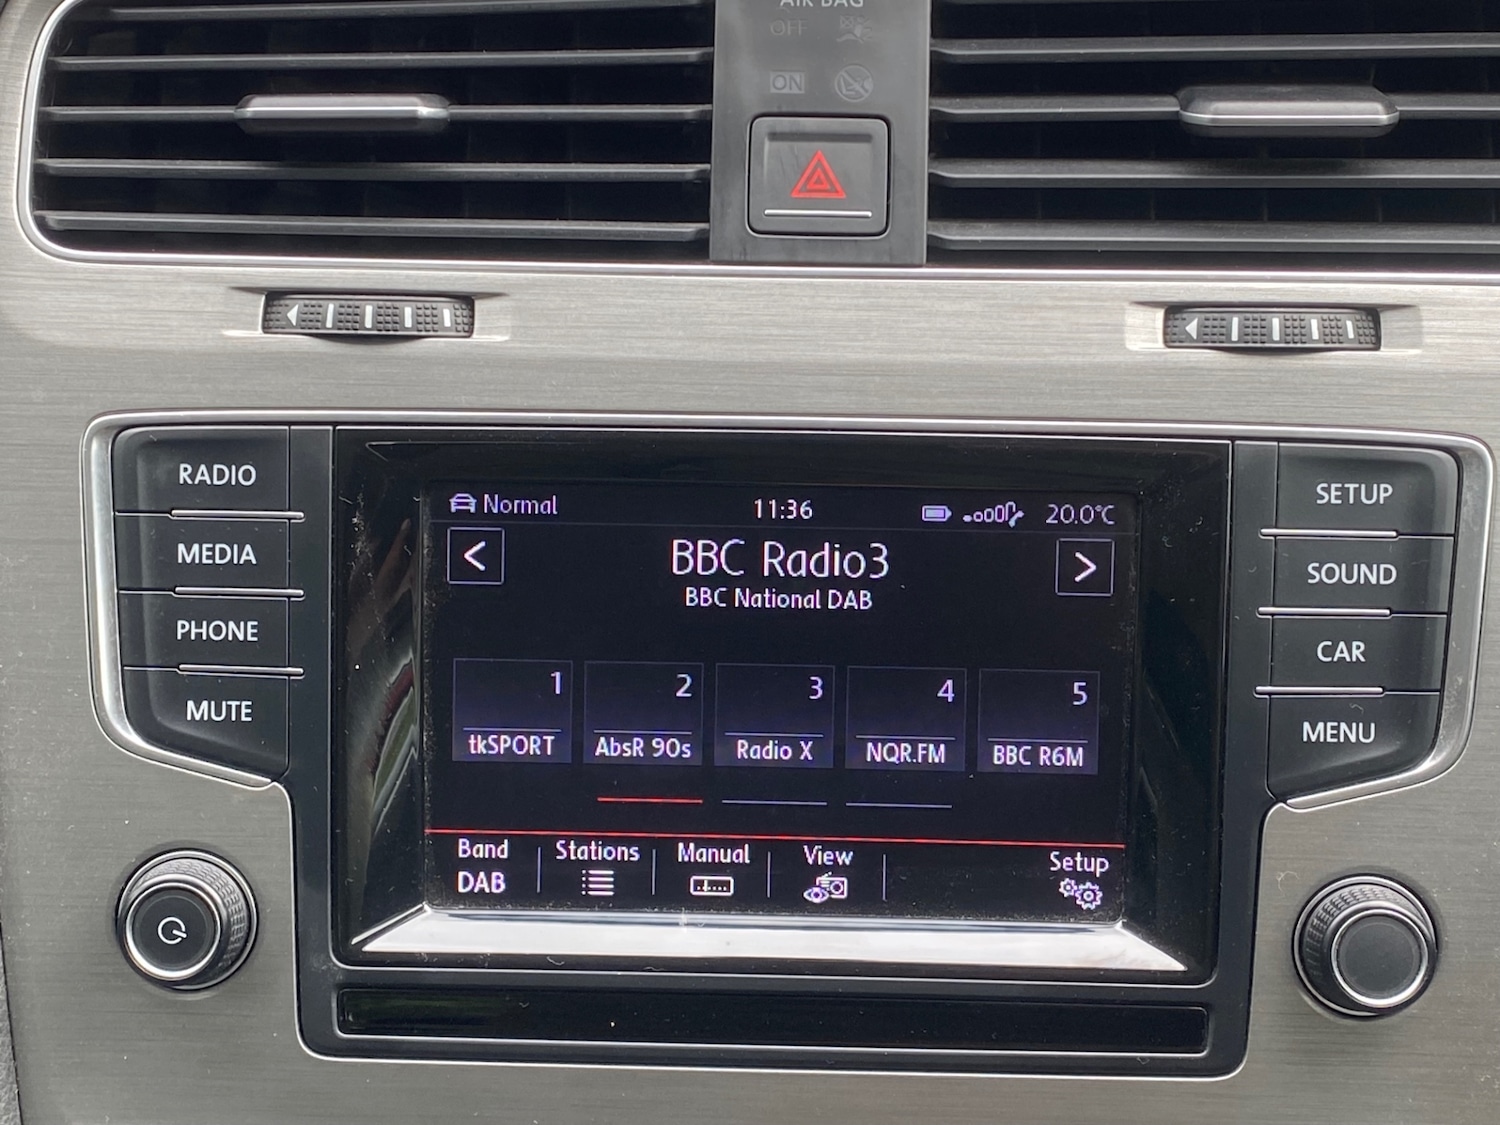 AIR BAG
OFF
ON
RADIO
MEDIA
PHONE
MUTE
Normal 11:36 20.0°C
< BBC Radio3 >
BBC National DAB
1 2 3 4 5
tkSPORT AbsR 90s Radio X NQR.FM BBC R6M
Band Stations Manual View Setup
DAB
SETUP
SOUND
CAR
MENU